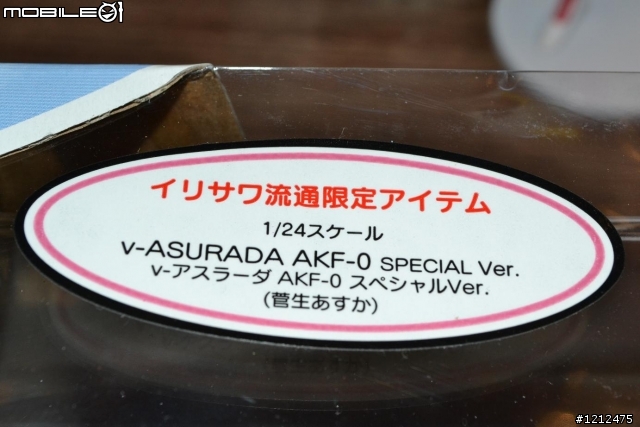 MOBILE01
イリサワ流通限定アイテム
1/24スケール
v-ASURADA AKF-0 SPECIAL Ver.
v-アスラーダ AKF-0 スペシャルVer.
(菅生あすか)
#1212475